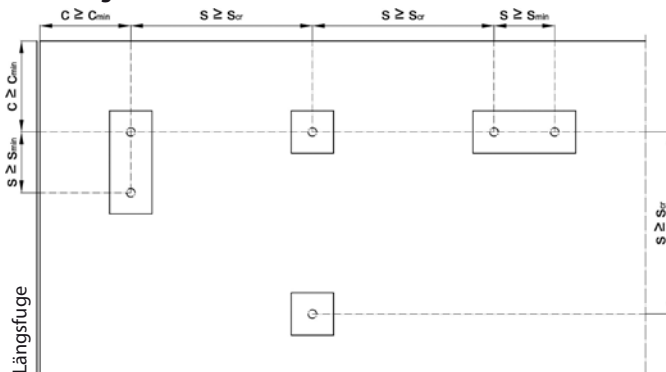 c ≥ cmin
s ≥ scr
s ≥ scr
s ≥ smin
c ≥ cmin
s ≥ smin
s ≥ scr
Längsfuge